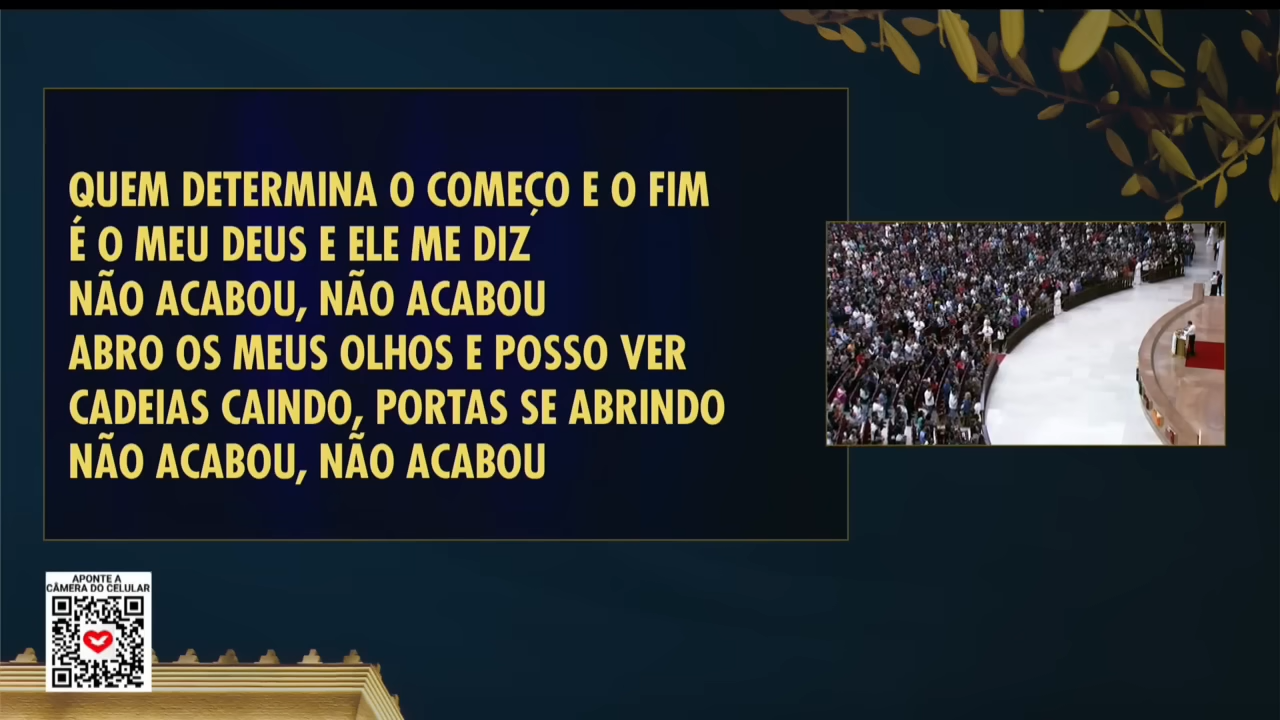 QUEM DETERMINA O COMEÇO E O FIM
É O MEU DEUS E ELE ME DIZ
NÃO ACABOU, NÃO ACABOU
ABRO OS MEUS OLHOS E POSSO VER
CADEIAS CAINDO, PORTAS SE ABRINDO
NÃO ACABOU, NÃO ACABOU
APONTE A
CÂMERA DO CELULAR